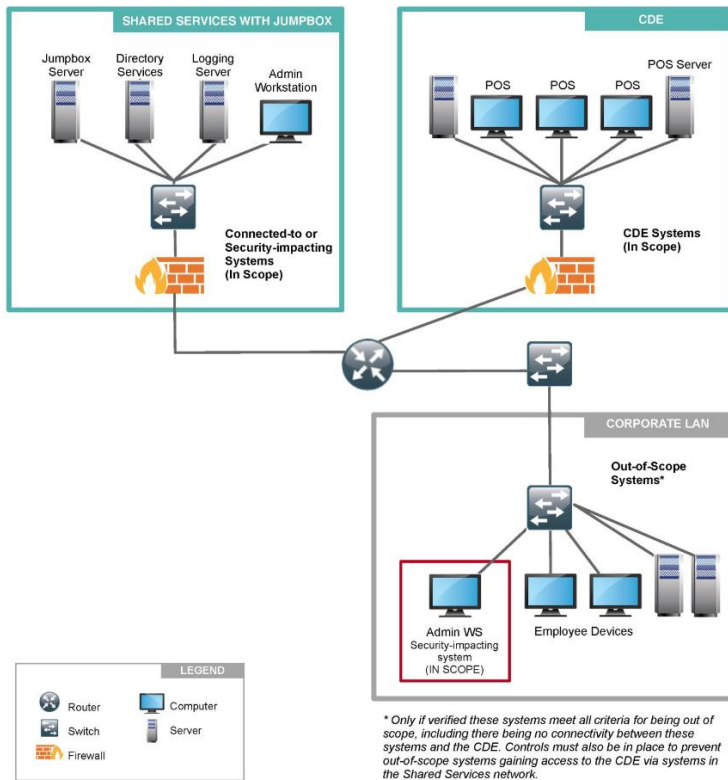 SHARED SERVICES WITH JUMPBOX
Jumpbox
Server
Directory
Services
Logging
Server
Admin
Workstation
Connected-to or
Security-impacting
Systems
(In Scope)
CDE
POS
POS
POS
POS Server
CDE Systems
(In Scope)
CORPORATE LAN
Out-of-Scope
Systems*
Admin WS
Security-impacting
system
(IN SCOPE)
Employee Devices
LEGEND
Router
Computer
Switch
Server
Firewall
* Only if verified these systems meet all criteria for being out of
scope, including there being no connectivity between these
systems and the CDE. Controls must also be in place to prevent
out-of-scope systems gaining access to the CDE via systems in
the Shared Services network.